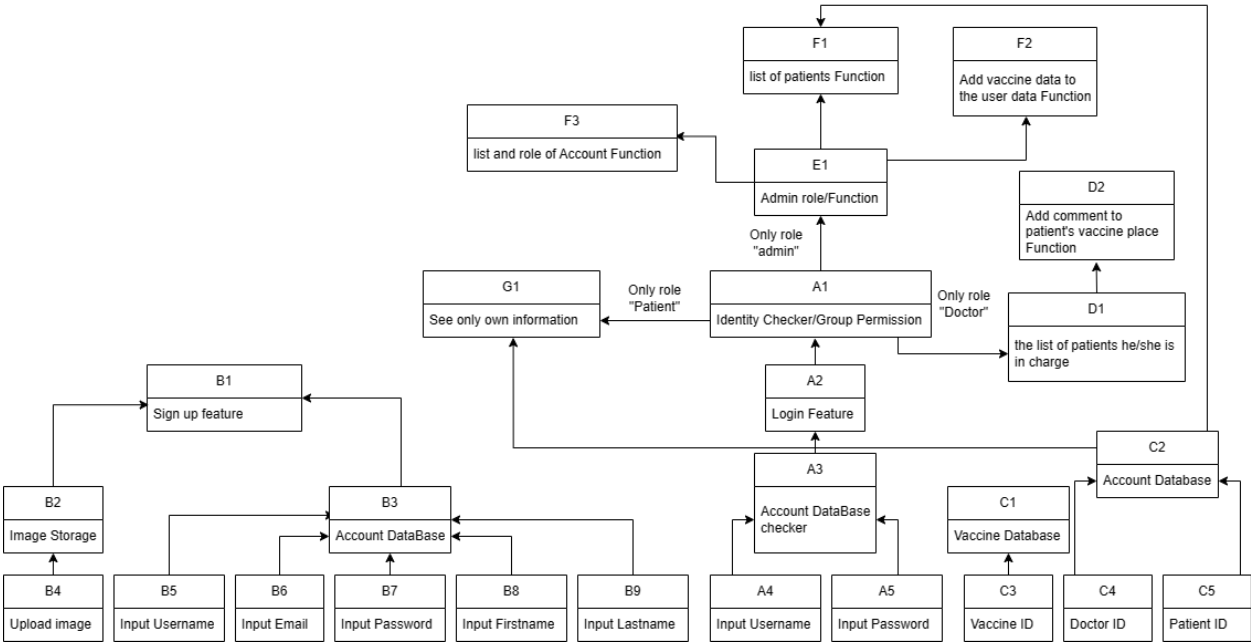 F1
list of patients Function
F2
Add vaccine data to
the user data Function
F3
list and role of Account Function
E1
Admin role/Function
D2
Add comment to
patient's vaccine place
Function
Only role
"admin"
G1
See only own information
Only role
"Patient"
A1
Identity Checker/Group Permission
Only role
"Doctor"
D1
the list of patients he/she is
in charge
B1
Sign up feature
A2
Login Feature
C2
Account Database
A3
Account DataBase
checker
B2
Image Storage
B3
Account DataBase
C1
Vaccine Database
B4
Upload image
B5
Input Username
B6
Input Email
B7
Input Password
B8
Input Firstname
B9
Input Lastname
A4
Input Username
A5
Input Password
C3
Vaccine ID
C4
Doctor ID
C5
Patient ID